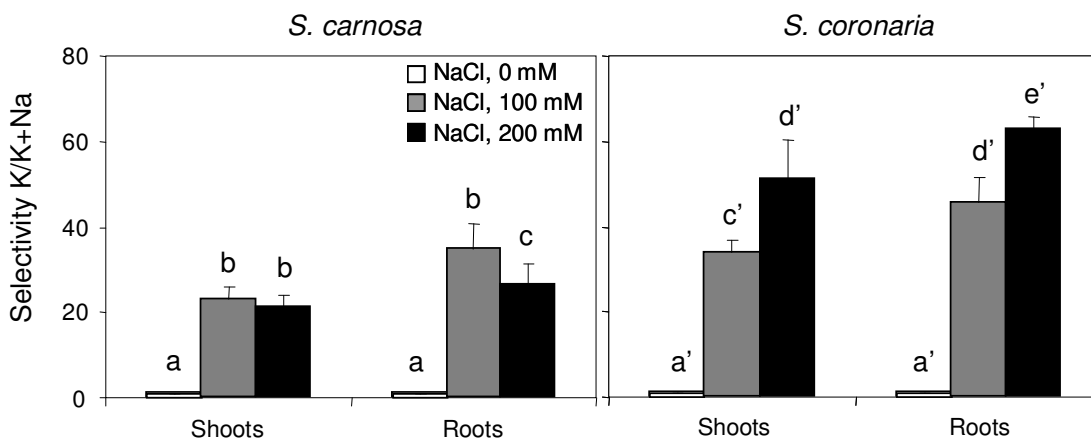 S. carnosa S. coronaria
Selectivity K/K+Na
80
60
40
20
0
NaCl, 0 mM
NaCl, 100 mM
NaCl, 200 mM
a b b a b c
a’ c’ d’ a’ d’ e’
Shoots Roots Shoots Roots